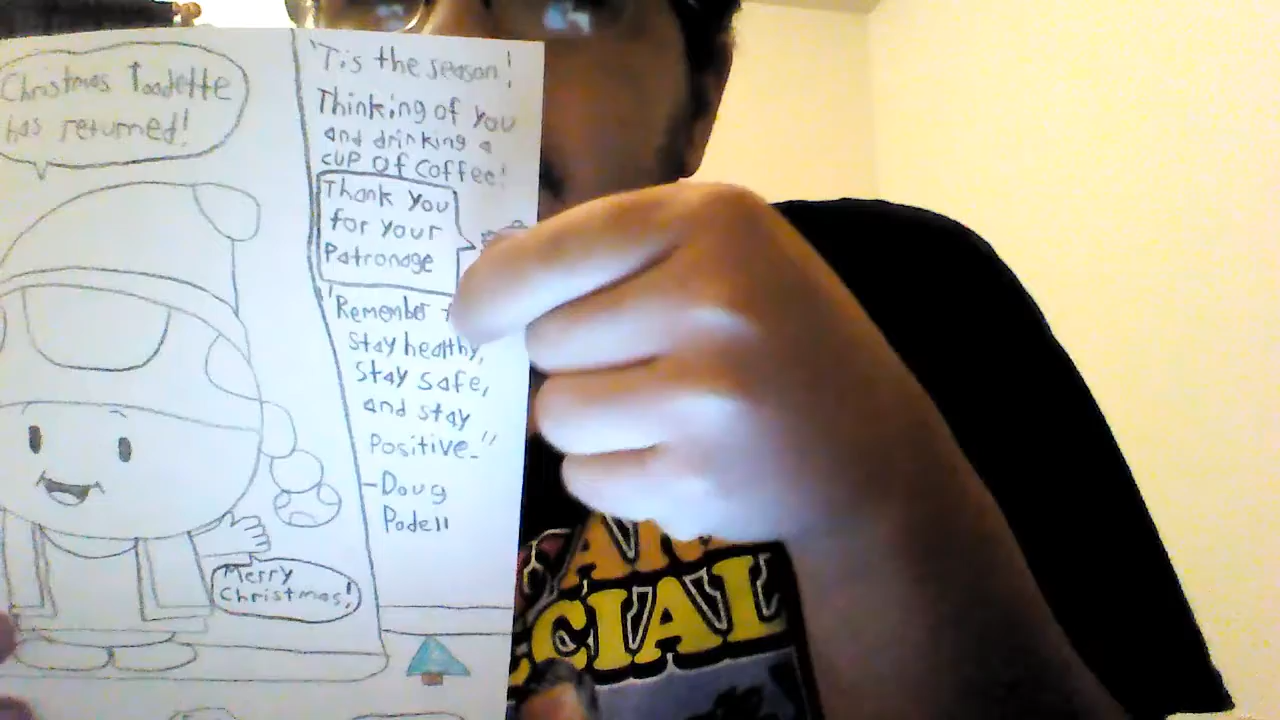 Christmas Toadette
has returned!
'Tis the season!
Thinking of you
and drinking a
cup of coffee!
Thank you
for your
Patronage
"Remember
Stay healthy,
Stay safe,
and stay
Positive."
-Doug
Podell
Merry
Christmas!
CIAL